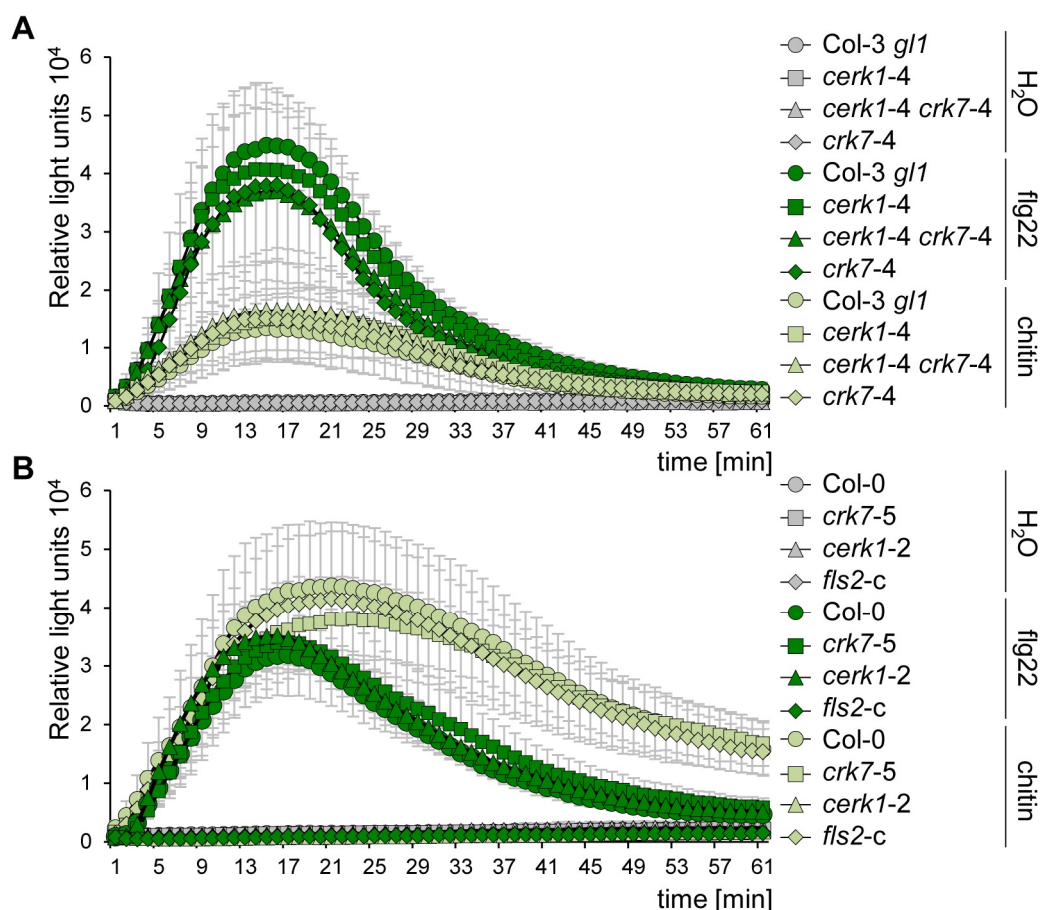 A
Relative light units 10⁴
6
5
4
3
2
1
0
1 5 9 13 17 21 25 29 33 37 41 45 49 53 57 61
time [min]
Col-3 gl1
cerk1-4
cerk1-4 crk7-4
crk7-4
H₂O
Col-3 gl1
cerk1-4
cerk1-4 crk7-4
crk7-4
flg22
Col-3 gl1
cerk1-4
cerk1-4 crk7-4
crk7-4
chitin
B
Relative light units 10⁴
6
5
4
3
2
1
0
1 5 9 13 17 21 25 29 33 37 41 45 49 53 57 61
time [min]
Col-0
crk7-5
cerk1-2
fls2-c
H₂O
Col-0
crk7-5
cerk1-2
fls2-c
flg22
Col-0
crk7-5
cerk1-2
fls2-c
chitin